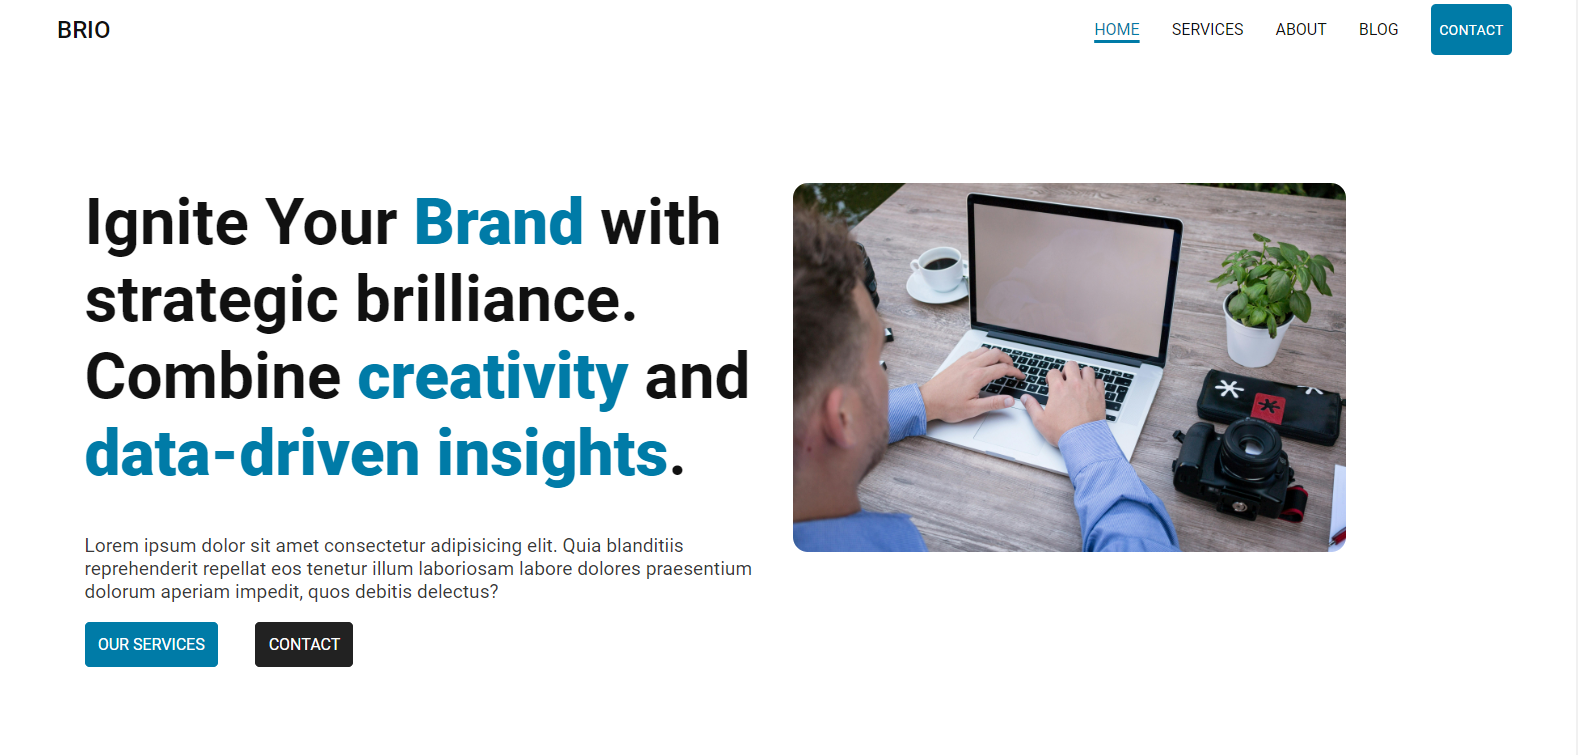 BRIO
HOME SERVICES ABOUT BLOG CONTACT
Ignite Your Brand with
strategic brilliance.
Combine creativity and
data-driven insights.
Lorem ipsum dolor sit amet consectetur adipisicing elit. Quia blanditiis
reprehenderit repellat eos tenetur illum laboriosam labore dolores praesentium
dolorum aperiam impedit, quos debitis delectus?
OUR SERVICES CONTACT